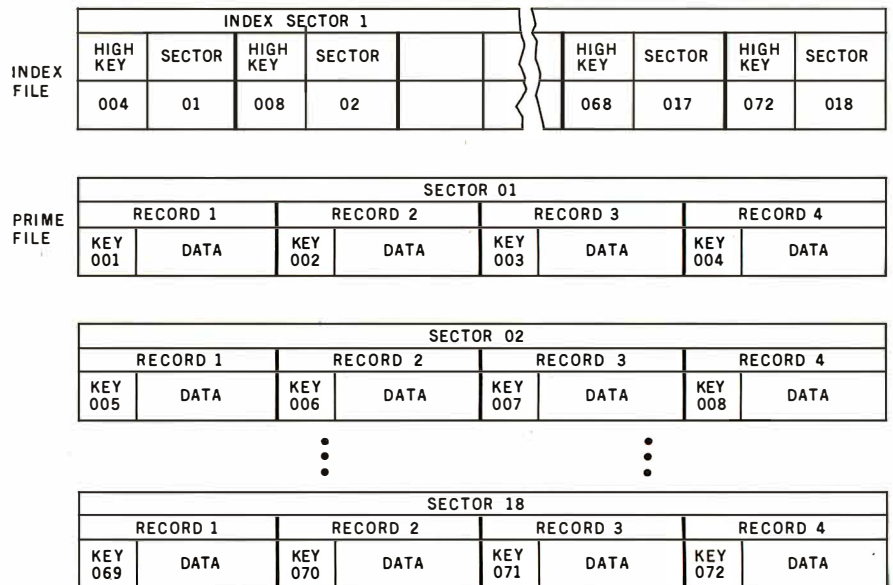 INDEX SECTOR 1
INDEX FILE
HIGH KEY SECTOR HIGH KEY SECTOR HIGH KEY SECTOR HIGH KEY SECTOR
004 01 008 02 068 017 072 018
PRIME FILE
SECTOR 01
RECORD 1 RECORD 2 RECORD 3 RECORD 4
KEY 001 DATA KEY 002 DATA KEY 003 DATA KEY 004 DATA
SECTOR 02
RECORD 1 RECORD 2 RECORD 3 RECORD 4
KEY 005 DATA KEY 006 DATA KEY 007 DATA KEY 008 DATA
SECTOR 18
RECORD 1 RECORD 2 RECORD 3 RECORD 4
KEY 069 DATA KEY 070 DATA KEY 071 DATA KEY 072 DATA